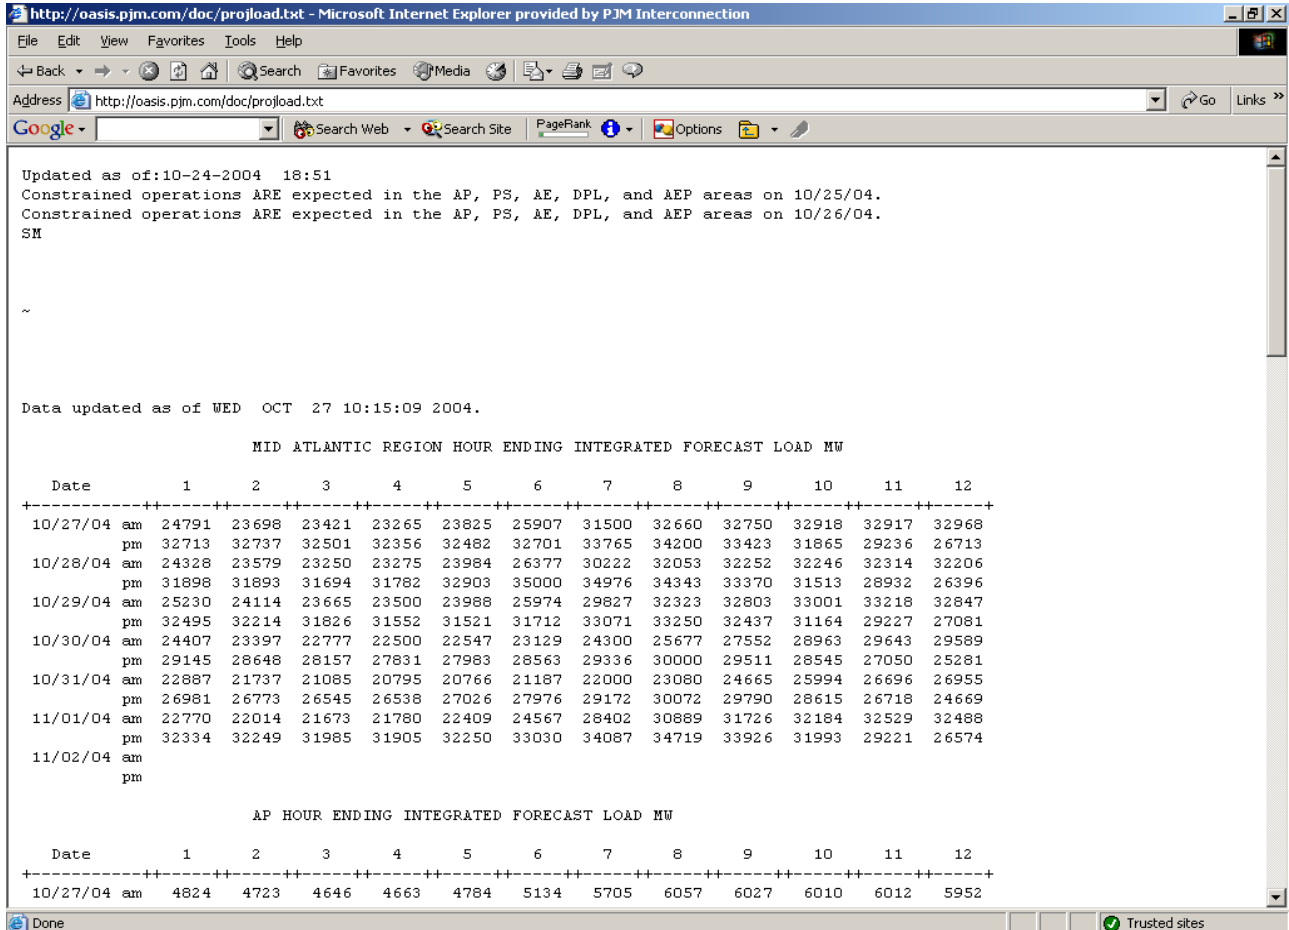 http://oasis.pjm.com/doc/projload.txt - Microsoft Internet Explorer provided by PJM Interconnection
File Edit View Favorites Tools Help
Back Search Favorites Media
Address http://oasis.pjm.com/doc/projload.txt Go Links »
Google Search Web Search Site PageRank Options
Updated as of:10-24-2004 18:51
Constrained operations ARE expected in the AP, PS, AE, DPL, and AEP areas on 10/25/04.
Constrained operations ARE expected in the AP, PS, AE, DPL, and AEP areas on 10/26/04.
SM
~
Data updated as of WED OCT 27 10:15:09 2004.
MID ATLANTIC REGION HOUR ENDING INTEGRATED FORECAST LOAD MW
Date 1 2 3 4 5 6 7 8 9 10 11 12
+-----------++-----++-----++-----++-----++-----++-----++-----++-----++-----++-----++-----++-----+
10/27/04 am 24791 23698 23421 23265 23825 25907 31500 32660 32750 32918 32917 32968
pm 32713 32737 32501 32356 32482 32701 33765 34200 33423 31865 29236 26713
10/28/04 am 24328 23579 23250 23275 23984 26377 30222 32053 32252 32246 32314 32206
pm 31898 31893 31694 31782 32903 35000 34976 34343 33370 31513 28932 26396
10/29/04 am 25230 24114 23665 23500 23988 25974 29827 32323 32803 33001 33218 32847
pm 32495 32214 31826 31552 31521 31712 33071 33250 32437 31164 29227 27081
10/30/04 am 24407 23397 22777 22500 22547 23129 24300 25677 27552 28963 29643 29589
pm 29145 28648 28157 27831 27983 28563 29336 30000 29511 28545 27050 25281
10/31/04 am 22887 21737 21085 20795 20766 21187 22000 23080 24665 25994 26696 26955
pm 26981 26773 26545 26538 27026 27976 29172 30072 29790 28615 26718 24669
11/01/04 am 22770 22014 21673 21780 22409 24567 28402 30889 31726 32184 32529 32488
pm 32334 32249 31985 31905 32250 33030 34087 34719 33926 31993 29221 26574
11/02/04 am
pm
AP HOUR ENDING INTEGRATED FORECAST LOAD MW
Date 1 2 3 4 5 6 7 8 9 10 11 12
+-----------++-----++-----++-----++-----++-----++-----++-----++-----++-----++-----++-----++-----+
10/27/04 am 4824 4723 4646 4663 4784 5134 5705 6057 6027 6010 6012 5952
Done Trusted sites